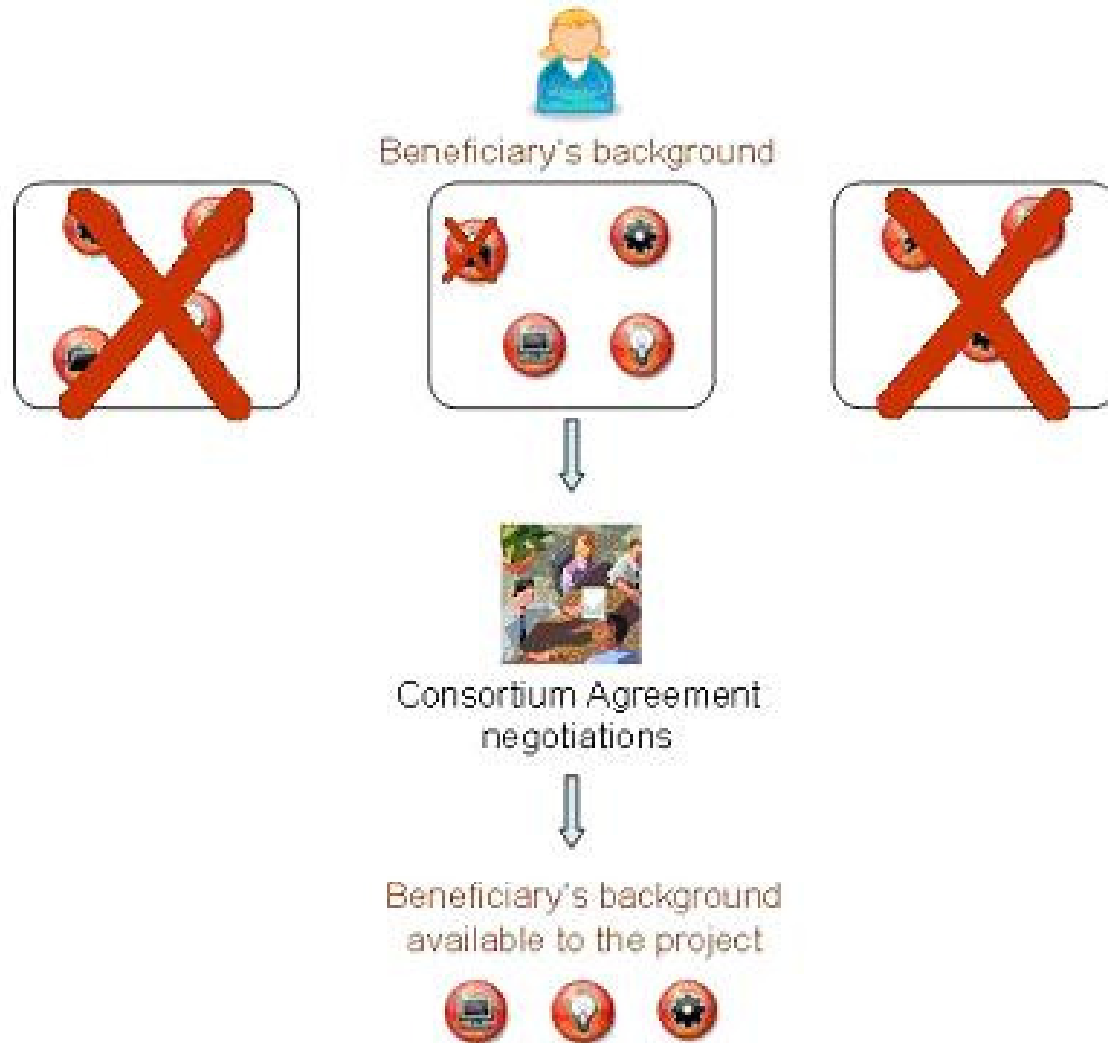 Beneficiary's background
Consortium Agreement
negotiations
Beneficiary's background
available to the project